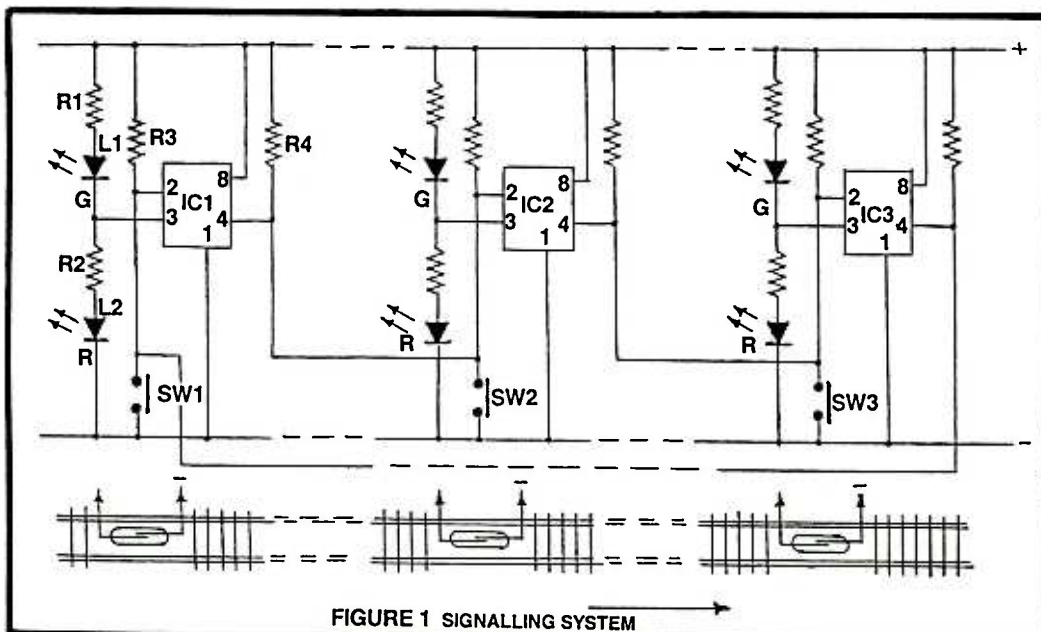 +
R1
L1
G
R3
2
8
IC1
3
4
1
R4
R2
L2
R
SW1
G
2
8
IC2
3
4
1
R
SW2
G
2
8
IC3
3
4
1
R
SW3
-
-
-
-
FIGURE 1 SIGNALLING SYSTEM